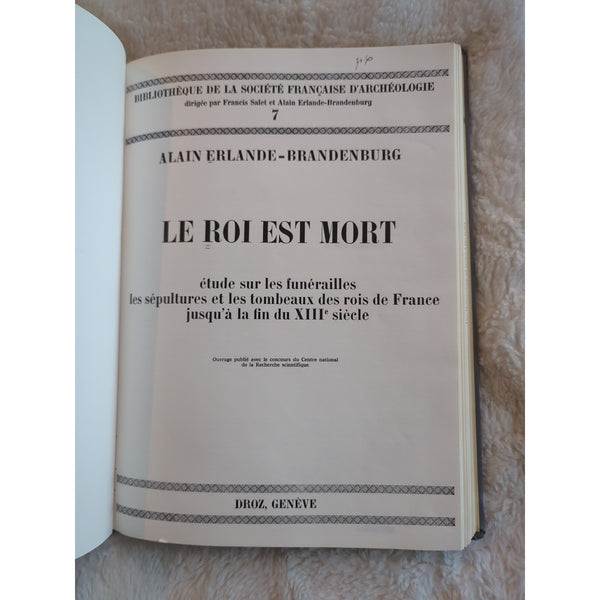 BIBLIOTHÈQUE DE LA SOCIÉTÉ FRANÇAISE D'ARCHÉOLOGIE
dirigée par Francis Salet et Alain Erlande-Brandenburg
7
ALAIN ERLANDE-BRANDENBURG
LE ROI EST MORT
étude sur les funérailles
les sépultures et les tombeaux des rois de France
jusqu'à la fin du XIIIe siècle
Ouvrage publié avec le concours du Centre national
de la Recherche scientifique
DROZ, GENÈVE